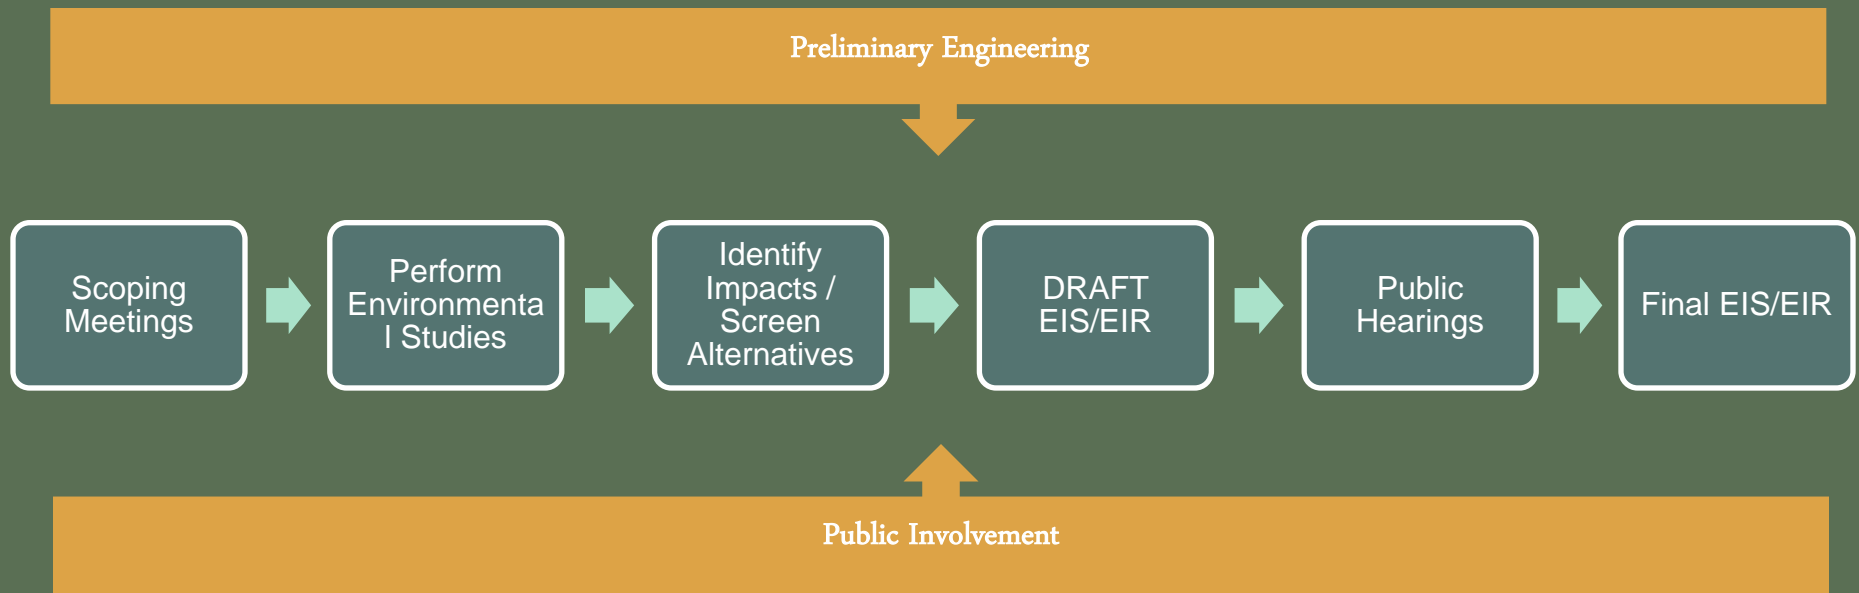 Preliminary Engineering
Scoping
Meetings
Perform
Environmenta
l Studies
Identify
Impacts /
Screen
Alternatives
DRAFT
EIS/EIR
Public
Hearings
Final EIS/EIR
Public Involvement